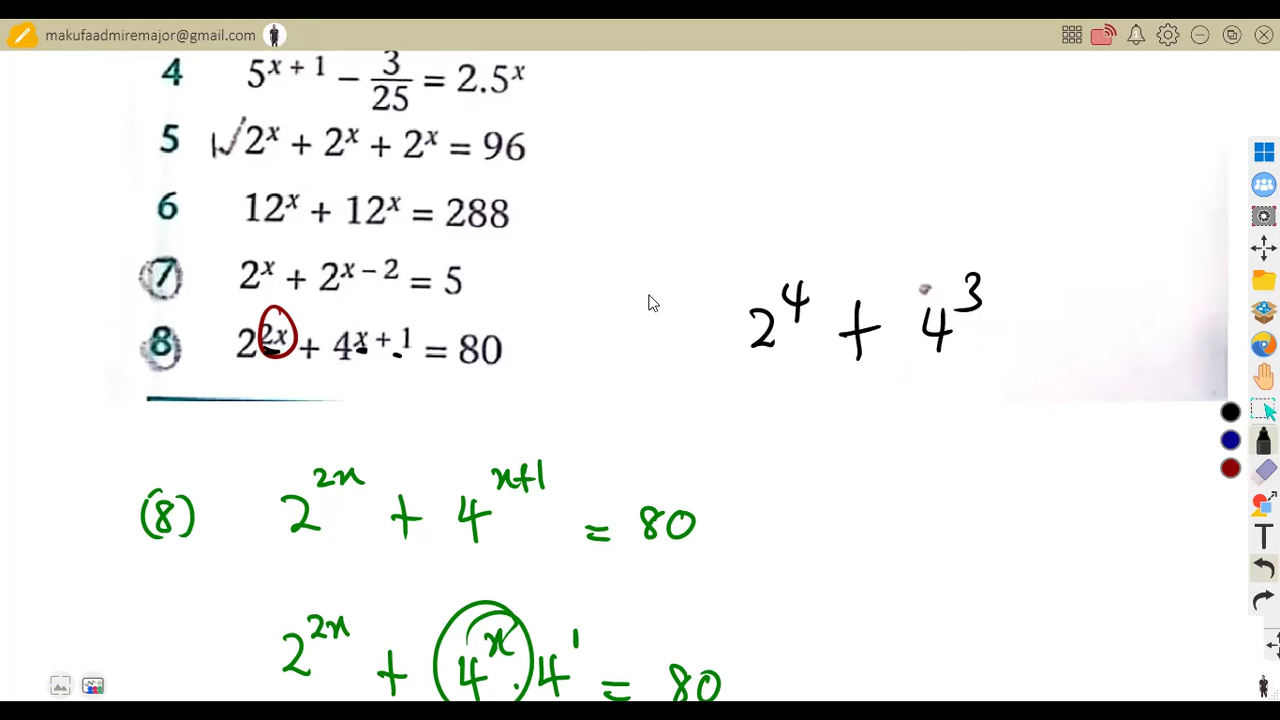 makufaadmiremajor@gmail.com
4 5^{x + 1} − \frac{3}{25} = 2.5^x
5 2^x + 2^x + 2^x = 96
6 12^x + 12^x = 288
7 2^x + 2^{x − 2} = 5
8 2^{2x} + 4^{x + 1} = 80
2^4 + 4^3
(8) 2^{2x} + 4^{x+1} = 80
2^{2x} + 4^x . 4^1 = 80
T